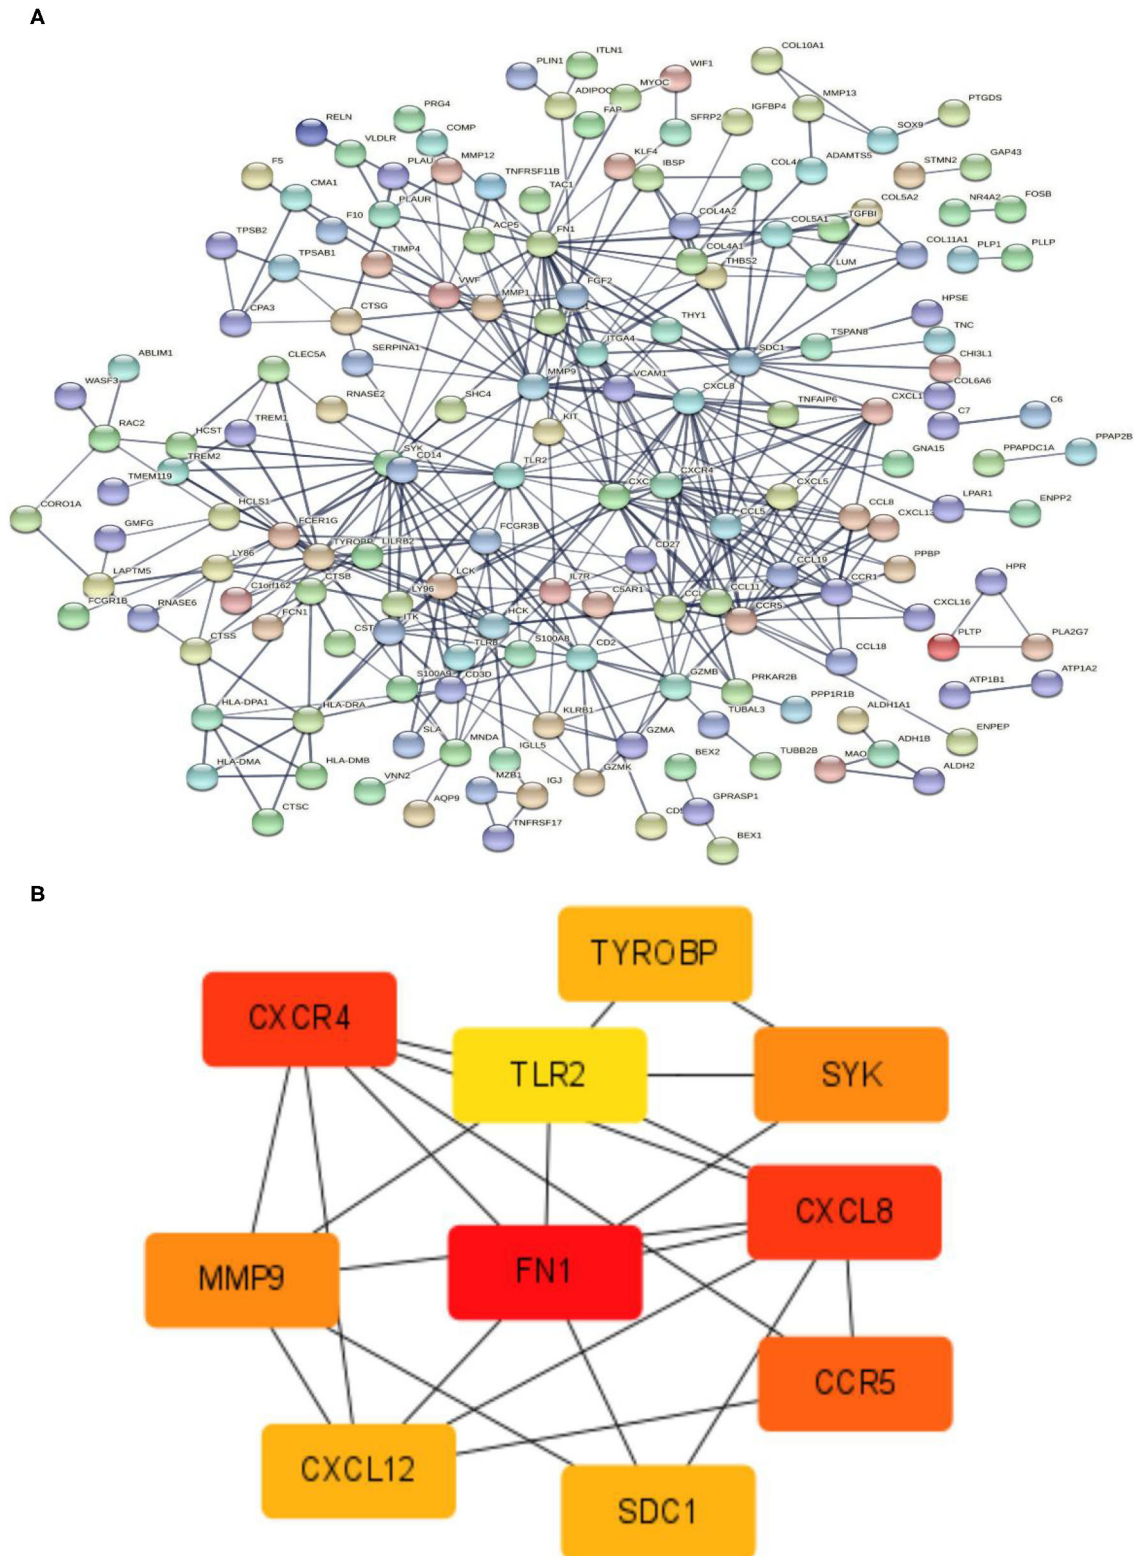 A
COL10A1
ITLN1
PLIN1
WIF1
MYOC
ADIPOQ
MMP13
PTGDS
PRG4
FAP
IGFBP4
SFRP2
SOX9
RELN
COMP
VLDLR
KLF4
GAP43
MMP12
PLAU
IBSP
COL4A
ADAMTS5
STMN2
F5
TNFRSF11B
CMA1
TAC1
COL5A2
NR4A2
FOSB
PLAUR
COL4A2
F10
ACP5
FN1
COL5A1
TGFBI
TPSB2
COL11A1
PLP1
PLLP
TIMP4
COL4A1
TPSAB1
THBS2
LUM
VWF
MMP1
FGF2
CPA3
CTSG
HPSE
THY1
TNC
ITGA4
TSPAN8
SDC1
SERPINA1
ABLIM1
CLEC5A
CHI3L1
MMP9
VCAM1
WASF3
COL6A6
CXCL8
CXCL1
RNASE2
SHC4
TNFAIP6
C7
C6
TREM1
KIT
RAC2
HCST
PPAP2B
SYK
CD14
TLR2
GNA15
PPAPDC1A
TREM2
CXCR4
TMEM119
CXC
CXCL5
LPAR1
ENPP2
HCLS1
CCL8
CORO1A
CXCL13
CCL5
GMFG
FCER1G
FCGR3B
TYROBP
LILRB2
CD27
PPBP
LY86
CCL19
LAPTM5
LCK
CCR1
HPR
C1orf162
CTSB
IL7R
LY96
C5AR1
CCL11
CCL
FCGR1B
RNASE6
FCN1
HCK
CCR5
CXCL16
ITK
CST
PLTP
PLA2G7
CTSS
TLR8
S100A8
CD2
CCL18
S100A9
CD3D
GZMB
PRKAR2B
ATP1A2
ATP1B1
HLA-DPA1
HLA-DRA
PPP1R1B
KLRB1
TUBAL3
ALDH1A1
SLA
GZMA
ENPEP
MNDA
IGLL5
ADH1B
HLA-DMA
HLA-DMB
BEX2
TUBB2B
MAO
VNN2
MZB1
GZMK
ALDH2
IGJ
AQP9
GPRASP1
CTSC
TNFRSF17
BEX1
B
TYROBP
CXCR4
TLR2
SYK
CXCL8
MMP9
FN1
CCR5
CXCL12
SDC1